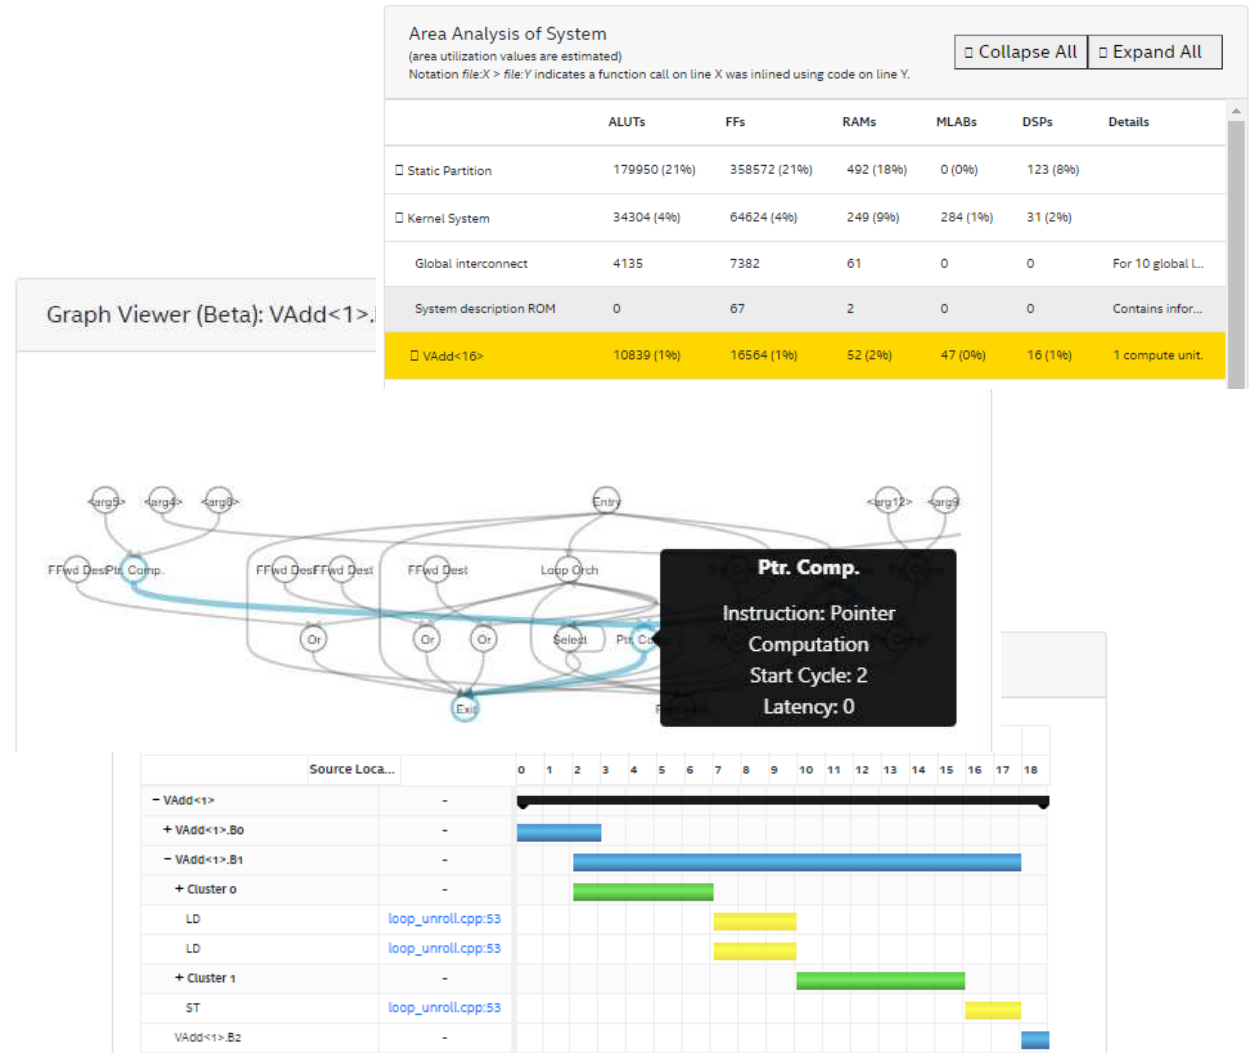 Area Analysis of System
(area utilization values are estimated)
Notation file:X > file:Y indicates a function call on line X was inlined using code on line Y.
Collapse All
Expand All
ALUTs FFs RAMs MLABs DSPs Details
Static Partition 179950 (21%) 358572 (21%) 492 (18%) 0 (0%) 123 (8%)
Kernel System 34304 (4%) 64624 (4%) 249 (9%) 284 (1%) 31 (2%)
Global interconnect 4135 7382 61 0 0 For 10 global l...
System description ROM 0 67 2 0 0 Contains infor...
VAdd<16> 10839 (1%) 16564 (1%) 52 (2%) 47 (0%) 16 (1%) 1 compute unit.
Graph Viewer (Beta): VAdd<1>.
<arg5> <arg4> <arg8> Entry <arg12> <arg9
FFwd Dest Ptr. Comp. FFwd Dest FFwd Dest FFwd Dest Loop Orch
Or Or Or Select Ptr. Co
Exit
Ptr. Comp.
Instruction: Pointer
Computation
Start Cycle: 2
Latency: 0
Source Loca... 0 1 2 3 4 5 6 7 8 9 10 11 12 13 14 15 16 17 18
− VAdd<1> -
+ VAdd<1>.B0 -
− VAdd<1>.B1 -
+ Cluster 0 -
LD loop_unroll.cpp:53
LD loop_unroll.cpp:53
+ Cluster 1 -
ST loop_unroll.cpp:53
VAdd<1>.B2 -